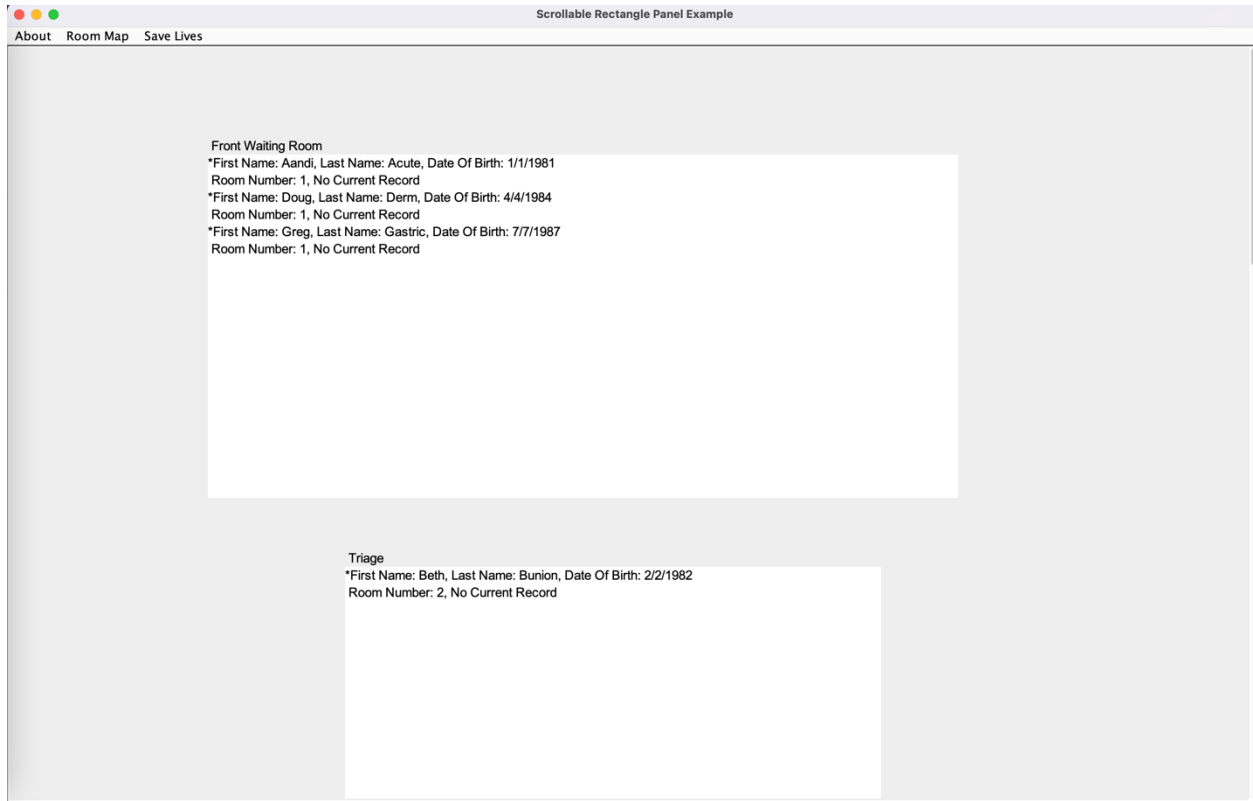 Scrollable Rectangle Panel Example
About Room Map Save Lives
Front Waiting Room
*First Name: Aandi, Last Name: Acute, Date Of Birth: 1/1/1981
Room Number: 1, No Current Record
*First Name: Doug, Last Name: Derm, Date Of Birth: 4/4/1984
Room Number: 1, No Current Record
*First Name: Greg, Last Name: Gastric, Date Of Birth: 7/7/1987
Room Number: 1, No Current Record
Triage
*First Name: Beth, Last Name: Bunion, Date Of Birth: 2/2/1982
Room Number: 2, No Current Record